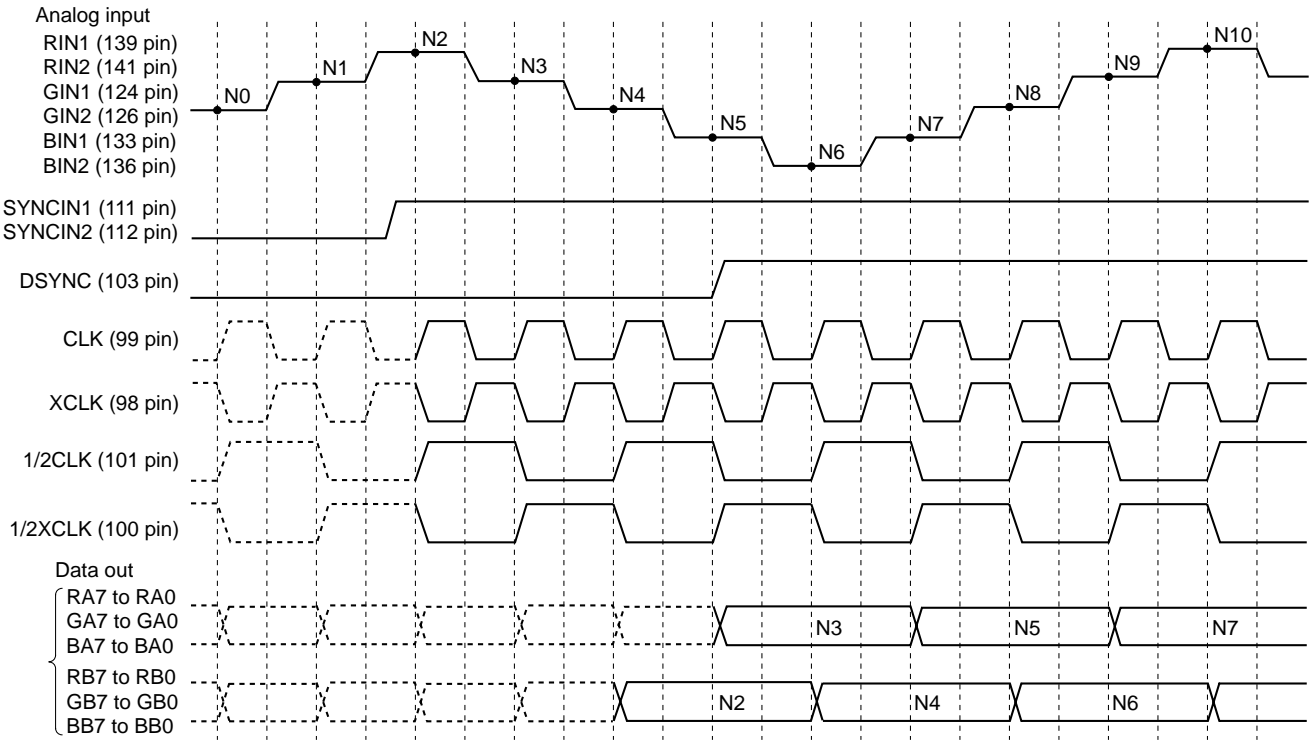 Analog input
RIN1 (139 pin)
RIN2 (141 pin)
GIN1 (124 pin)
GIN2 (126 pin)
BIN1 (133 pin)
BIN2 (136 pin)
N0
N1
N2
N3
N4
N5
N6
N7
N8
N9
N10
SYNCIN1 (111 pin)
SYNCIN2 (112 pin)
DSYNC (103 pin)
CLK (99 pin)
XCLK (98 pin)
1/2CLK (101 pin)
1/2XCLK (100 pin)
Data out
RA7 to RA0
GA7 to GA0
BA7 to BA0
N3 N5 N7
RB7 to RB0
GB7 to GB0
BB7 to BB0
N2 N4 N6